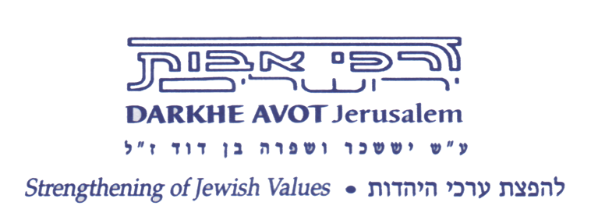 דרכי אבות
ירושלים
DARKHE AVOT Jerusalem
ע"ש יששכר ושפרה בן דוד ז"ל
Strengthening of Jewish Values • להפצת ערכי היהדות